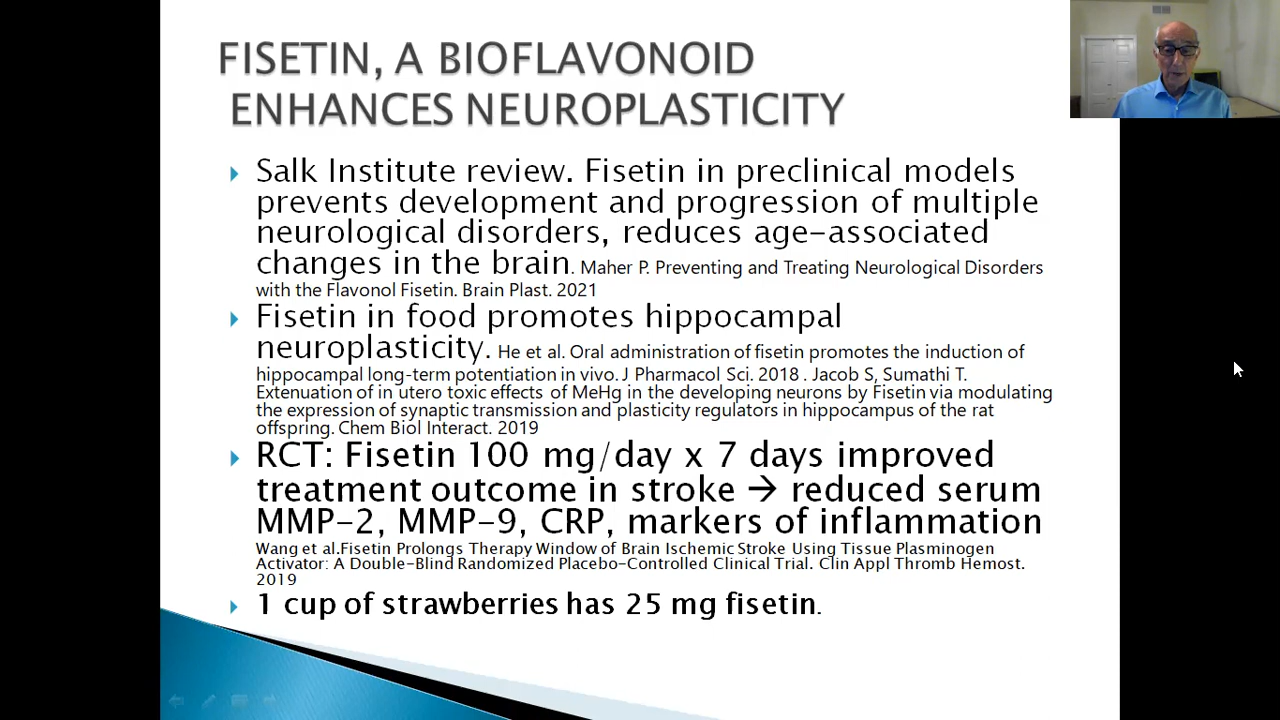 FISETIN, A BIOFLAVONOID
ENHANCES NEUROPLASTICITY
Salk Institute review. Fisetin in preclinical models
prevents development and progression of multiple
neurological disorders, reduces age-associated
changes in the brain. Maher P. Preventing and Treating Neurological Disorders
with the Flavonol Fisetin. Brain Plast. 2021
Fisetin in food promotes hippocampal
neuroplasticity. He et al. Oral administration of fisetin promotes the induction of
hippocampal long-term potentiation in vivo. J Pharmacol Sci. 2018 . Jacob S, Sumathi T.
Extenuation of in utero toxic effects of MeHg in the developing neurons by Fisetin via modulating
the expression of synaptic transmission and plasticity regulators in hippocampus of the rat
offspring. Chem Biol Interact. 2019
RCT: Fisetin 100 mg/day x 7 days improved
treatment outcome in stroke → reduced serum
MMP-2, MMP-9, CRP, markers of inflammation
Wang et al.Fisetin Prolongs Therapy Window of Brain Ischemic Stroke Using Tissue Plasminogen
Activator: A Double-Blind Randomized Placebo-Controlled Clinical Trial. Clin Appl Thromb Hemost.
2019
1 cup of strawberries has 25 mg fisetin.